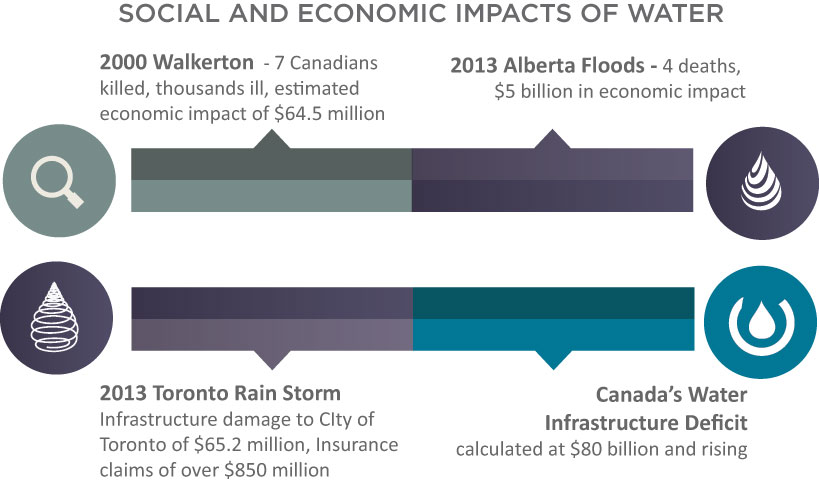 SOCIAL AND ECONOMIC IMPACTS OF WATER
2000 Walkerton - 7 Canadians
killed, thousands ill, estimated
economic impact of $64.5 million
2013 Alberta Floods - 4 deaths,
$5 billion in economic impact
2013 Toronto Rain Storm
Infrastructure damage to CIty of
Toronto of $65.2 million, Insurance
claims of over $850 million
Canada's Water
Infrastructure Deficit
calculated at $80 billion and rising